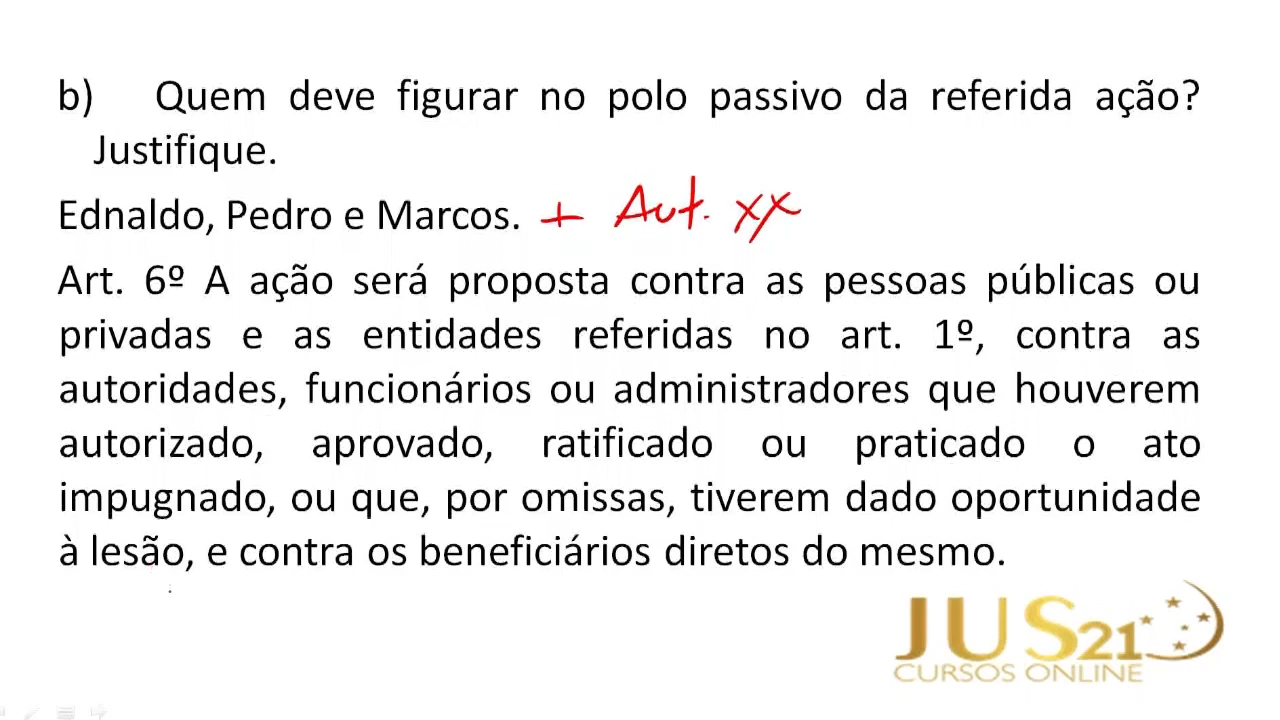 b) Quem deve figurar no polo passivo da referida ação?
Justifique.
Ednaldo, Pedro e Marcos. + Aut. xx
Art. 6º A ação será proposta contra as pessoas públicas ou
privadas e as entidades referidas no art. 1º, contra as
autoridades, funcionários ou administradores que houverem
autorizado, aprovado, ratificado ou praticado o ato
impugnado, ou que, por omissas, tiverem dado oportunidade
à lesão, e contra os beneficiários diretos do mesmo.
JUS21
CURSOS ONLINE